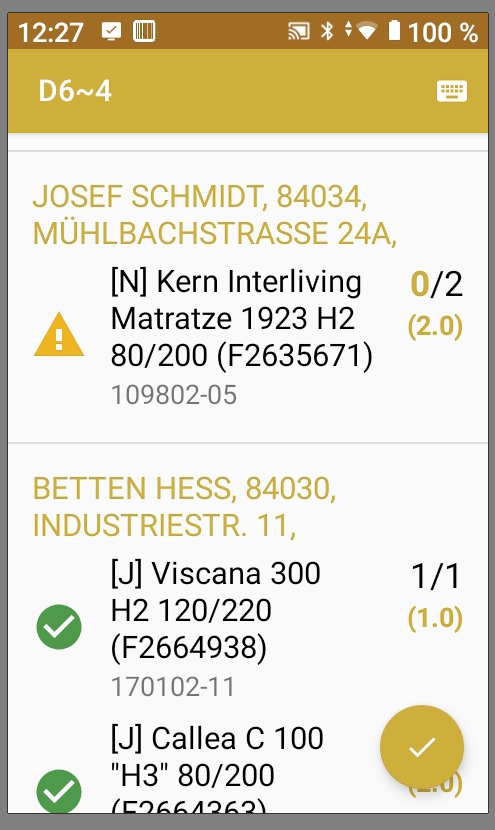 12:27 100 %
D6~4
JOSEF SCHMIDT, 84034,
MÜHLBACHSTRASSE 24A,
[N] Kern Interliving 0/2
Matratze 1923 H2 (2.0)
80/200 (F2635671)
109802-05
BETTEN HESS, 84030,
INDUSTRIESTR. 11,
[J] Viscana 300 1/1
H2 120/220 (1.0)
(F2664938)
170102-11
[J] Callea C 100
"H3" 80/200
(F2664363)